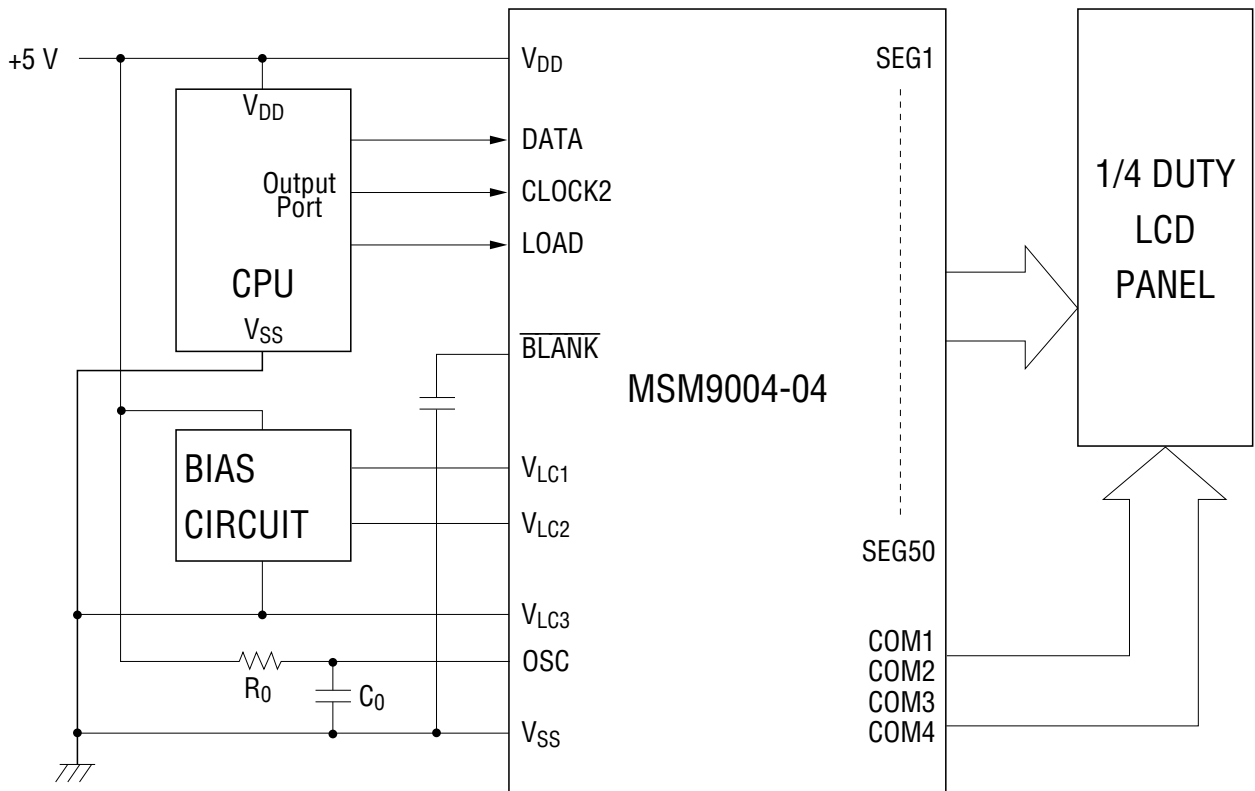 +5 V
V_DD
SEG1
V_DD
DATA
Output
Port
CLOCK2
LOAD
CPU
V_SS
1/4 DUTY
LCD
PANEL
B̅L̅A̅N̅K̅
MSM9004-04
BIAS
CIRCUIT
V_LC1
V_LC2
SEG50
V_LC3
OSC
R_0
C_0
V_SS
COM1
COM2
COM3
COM4